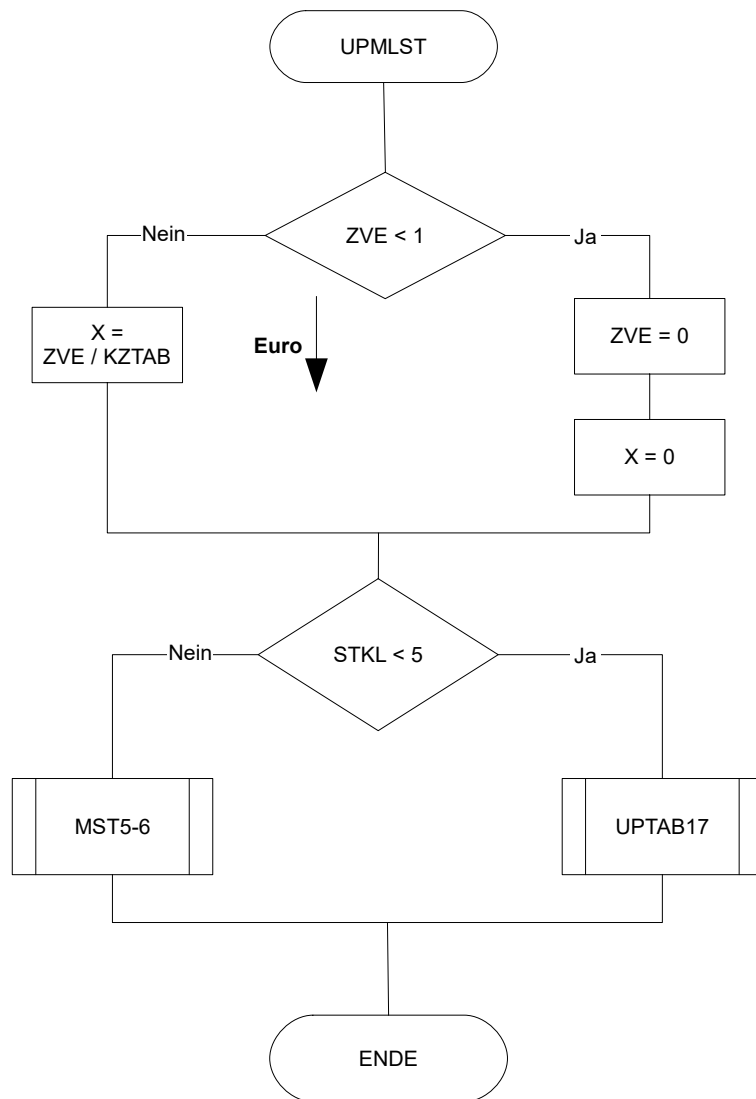 UPMLST
Nein
ZVE < 1
Ja
X =
ZVE / KZTAB
Euro
ZVE = 0
X = 0
Nein
STKL < 5
Ja
MST5-6
UPTAB17
ENDE